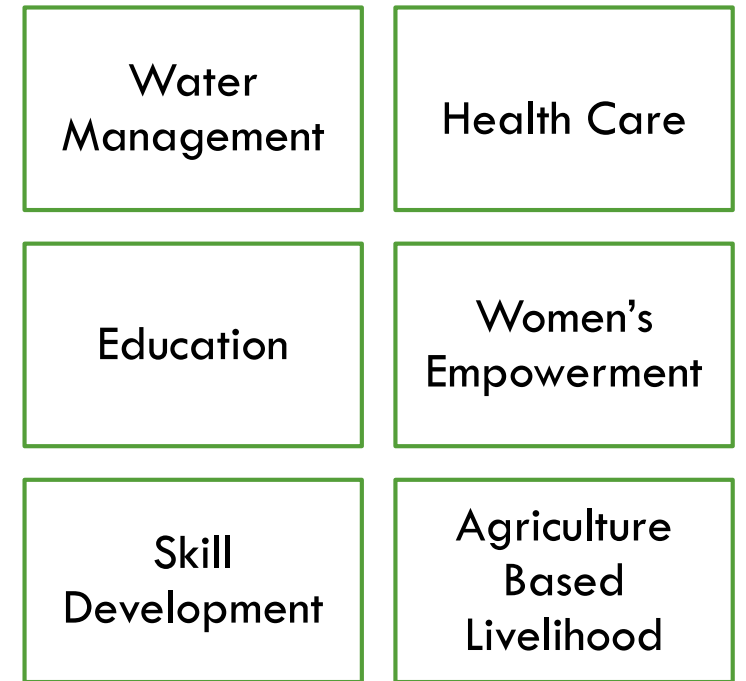 Water
Management
Health Care
Education
Women’s
Empowerment
Skill
Development
Agriculture
Based
Livelihood